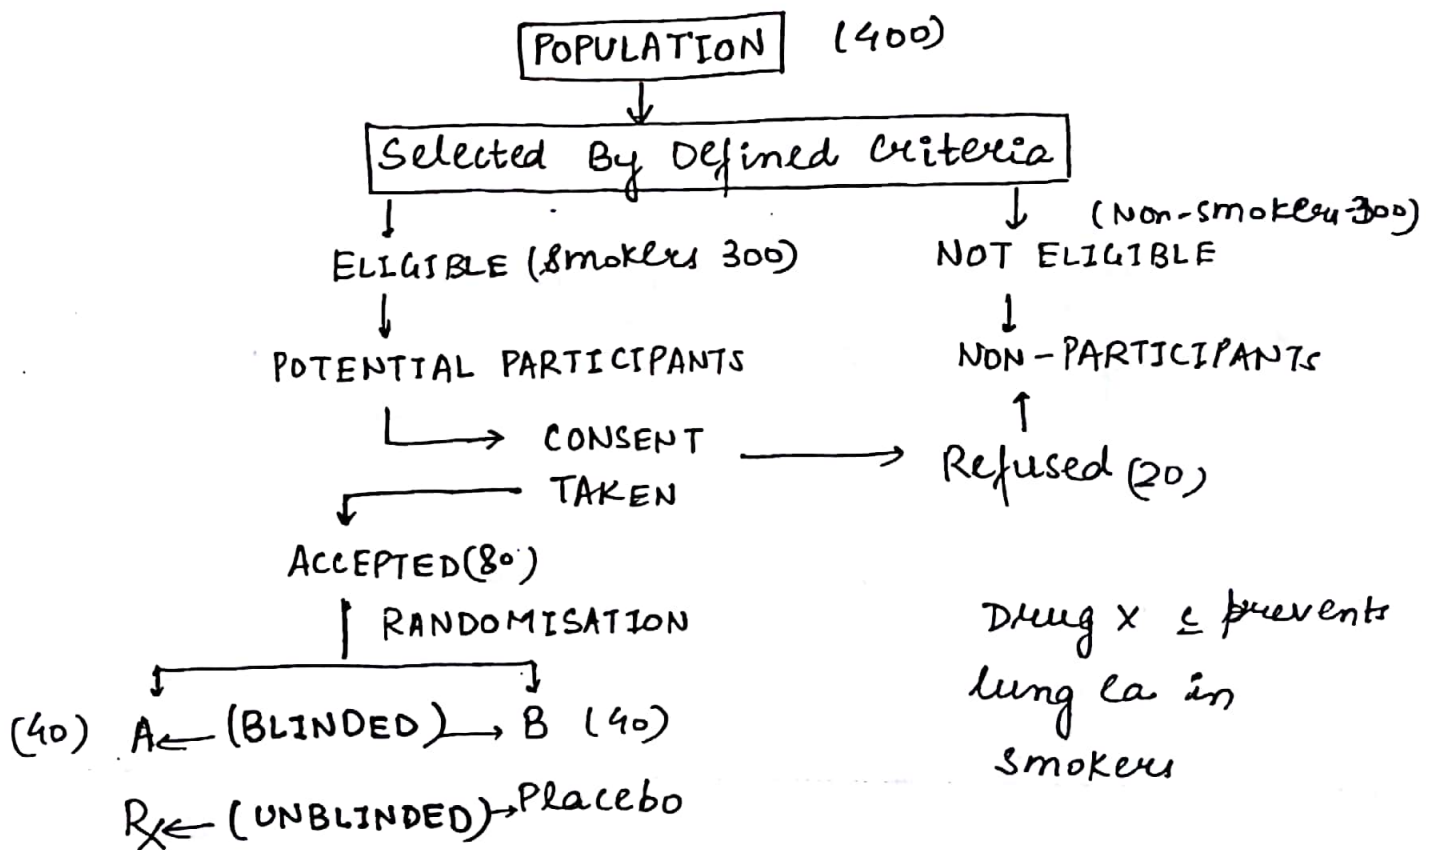 POPULATION (400)
Selected By Defined Criteria
(Non-smokers-300)
ELIGIBLE (Smokers 300) NOT ELIGIBLE
POTENTIAL PARTICIPANTS NON-PARTICIPANTS
CONSENT
TAKEN
Refused (20)
ACCEPTED (80)
RANDOMISATION
Drug x c̲ prevents
lung ca in
smokers
(40) A (BLINDED) B (40)
Rx (UNBLINDED) Placebo